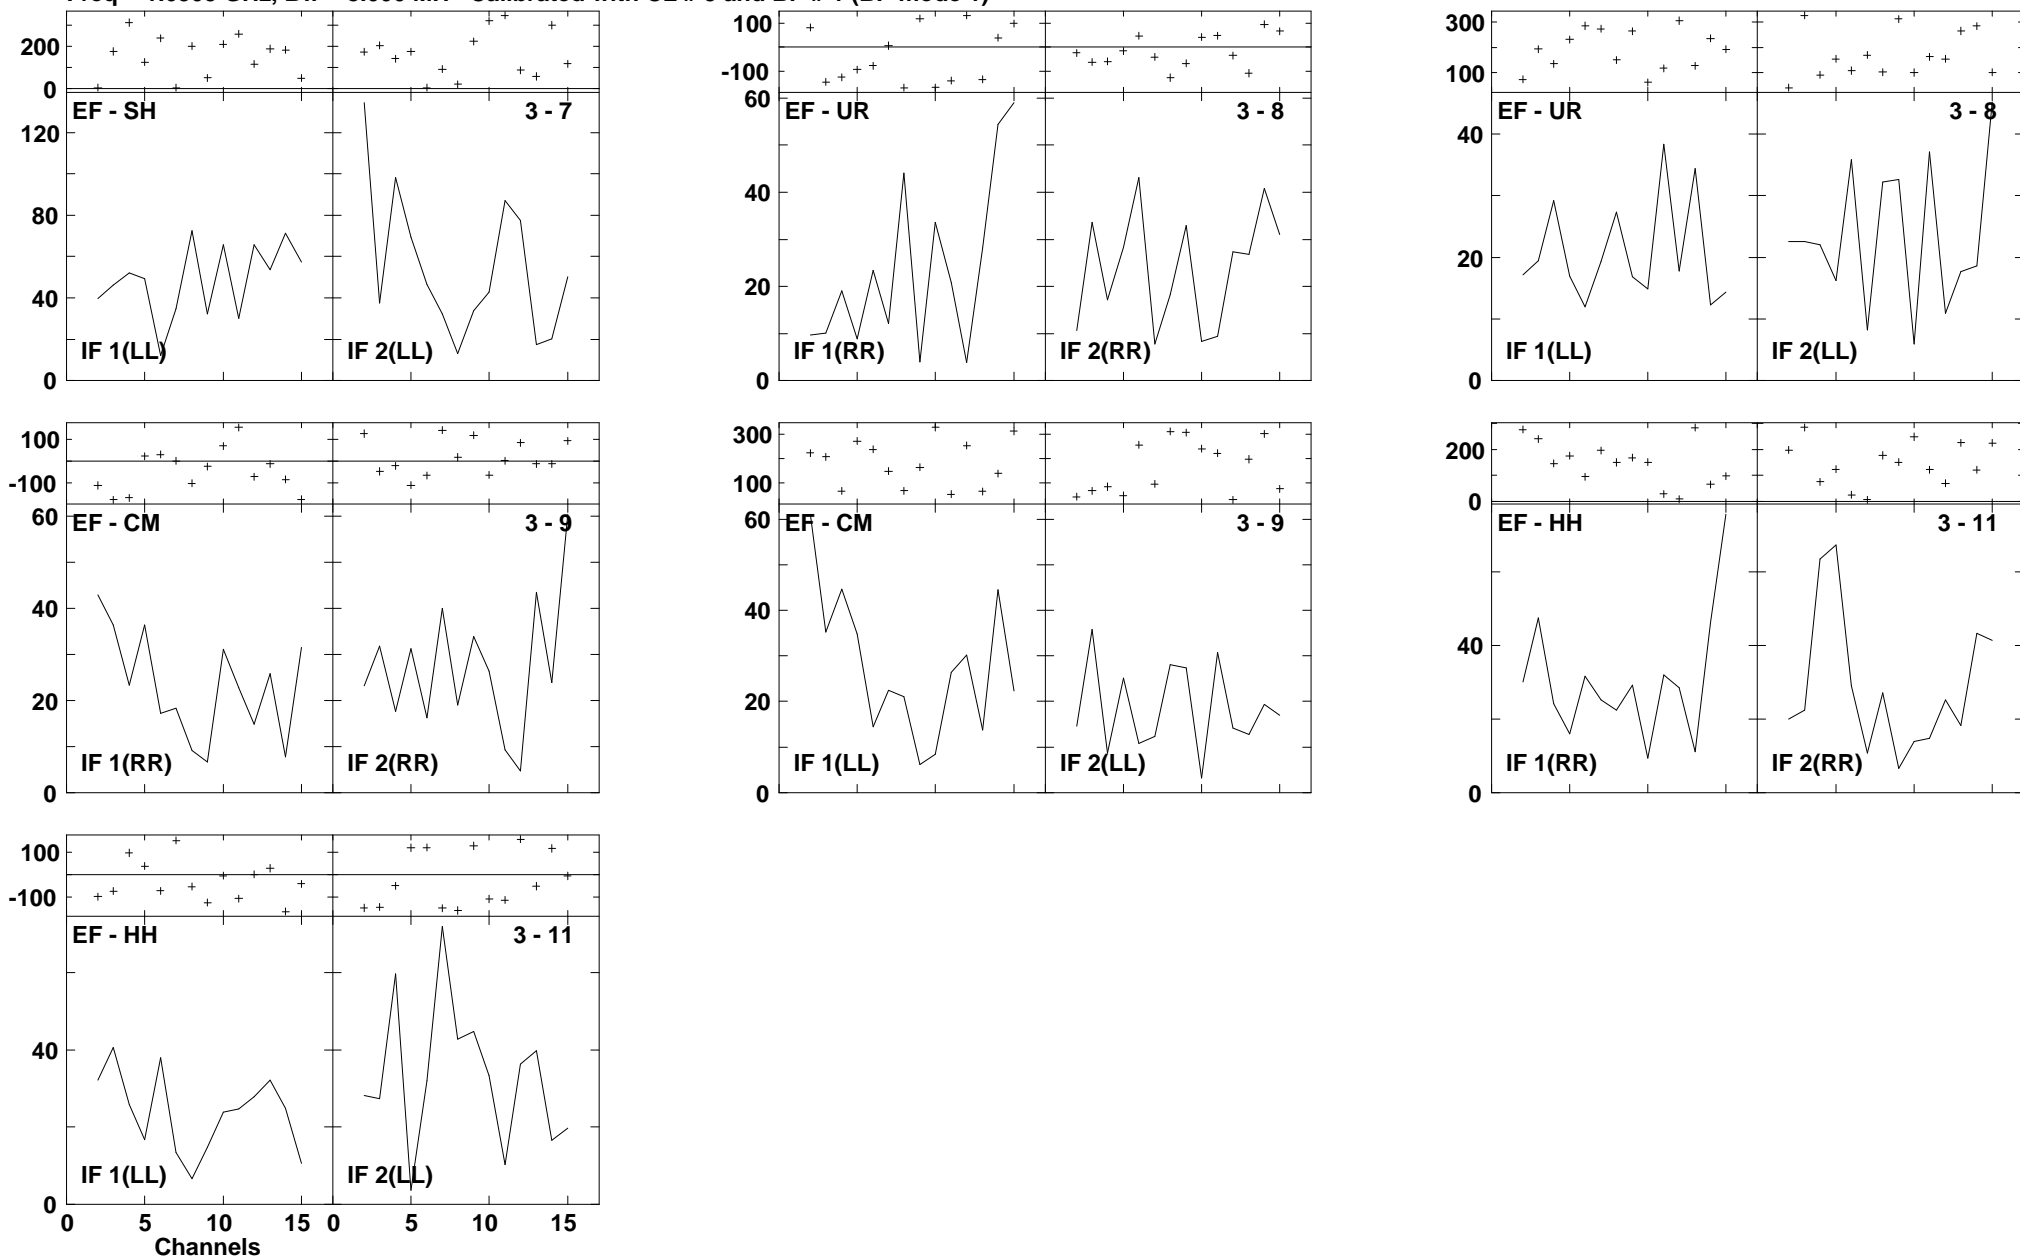 200
100
300
0
-100
100
EF - SH
3 - 7
60
EF - UR
3 - 8
EF - UR
3 - 8
120
40
80
40
20
40
20
IF 1(LL)
IF 2(LL)
IF 1(RR)
IF 2(RR)
IF 1(LL)
IF 2(LL)
0
0
0
100
300
200
-100
100
0
60
EF - CM
3 - 9
60
EF - CM
3 - 9
EF - HH
3 - 11
40
40
40
20
20
IF 1(RR)
IF 2(RR)
IF 1(LL)
IF 2(LL)
IF 1(RR)
IF 2(RR)
0
0
0
100
-100
EF - HH
3 - 11
40
IF 1(LL)
IF 2(LL)
0
0 5 10 15 0 5 10 15
Channels